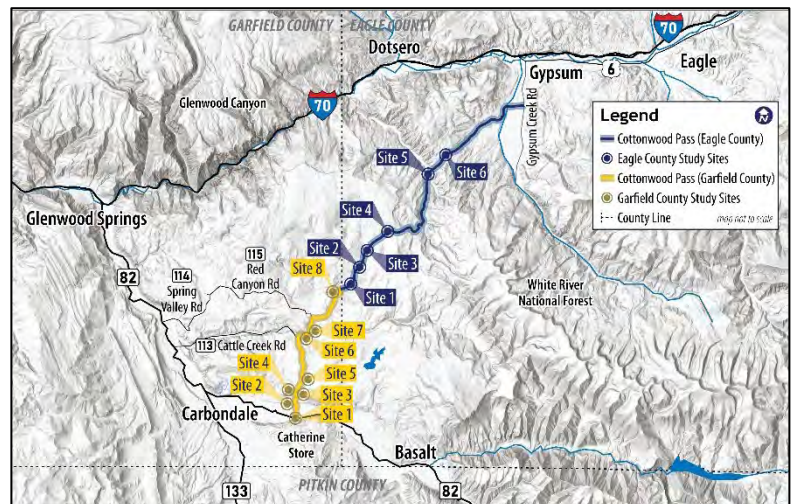 GARFIELD COUNTY
EAGLE COUNTY
70
Dotsero
Gypsum
6
Eagle
Glenwood Canyon
70
Gypsum Creek Rd
Legend
N
Cottonwood Pass (Eagle County)
Eagle County Study Sites
Cottonwood Pass (Garfield County)
Garfield County Study Sites
County Line
map not to scale
Site 5
Site 6
Glenwood Springs
Site 4
Site 2
Site 3
115
Red
Canyon Rd
Site 8
Site 1
82
114
Spring
Valley Rd
White River
National Forest
Site 7
113
Cattle Creek Rd
Site 6
Site 4
Site 5
Site 2
Site 3
Carbondale
Site 1
Catherine
Store
Basalt
PITKIN COUNTY
133
82